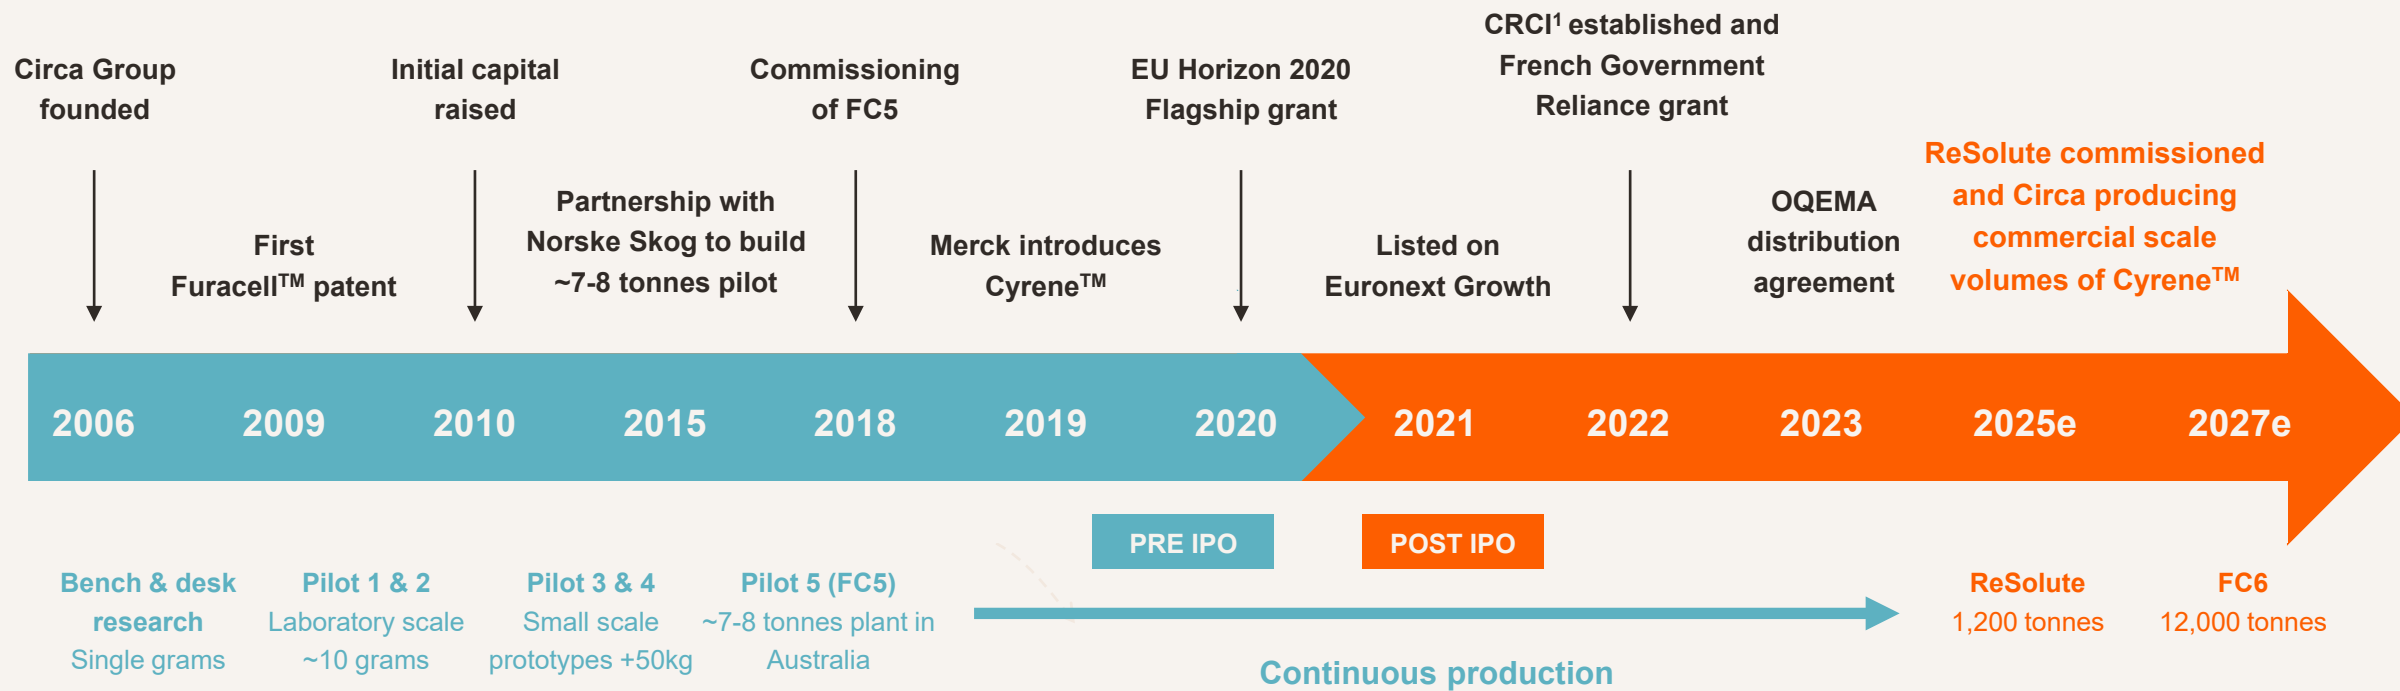 Circa Group
founded
First
Furacell™ patent
Initial capital
raised
Partnership with
Norske Skog to build
~7-8 tonnes pilot
Commissioning
of FC5
Merck introduces
Cyrene™
EU Horizon 2020
Flagship grant
Listed on
Euronext Growth
CRCI¹ established and
French Government
Reliance grant
OQEMA
distribution
agreement
ReSolute commissioned
and Circa producing
commercial scale
volumes of Cyrene™
2006 2009 2010 2015 2018 2019 2020 2021 2022 2023 2025e 2027e
PRE IPO
POST IPO
Bench & desk
research
Single grams
Pilot 1 & 2
Laboratory scale
~10 grams
Pilot 3 & 4
Small scale
prototypes +50kg
Pilot 5 (FC5)
~7-8 tonnes plant in
Australia
Continuous production
ReSolute
1,200 tonnes
FC6
12,000 tonnes